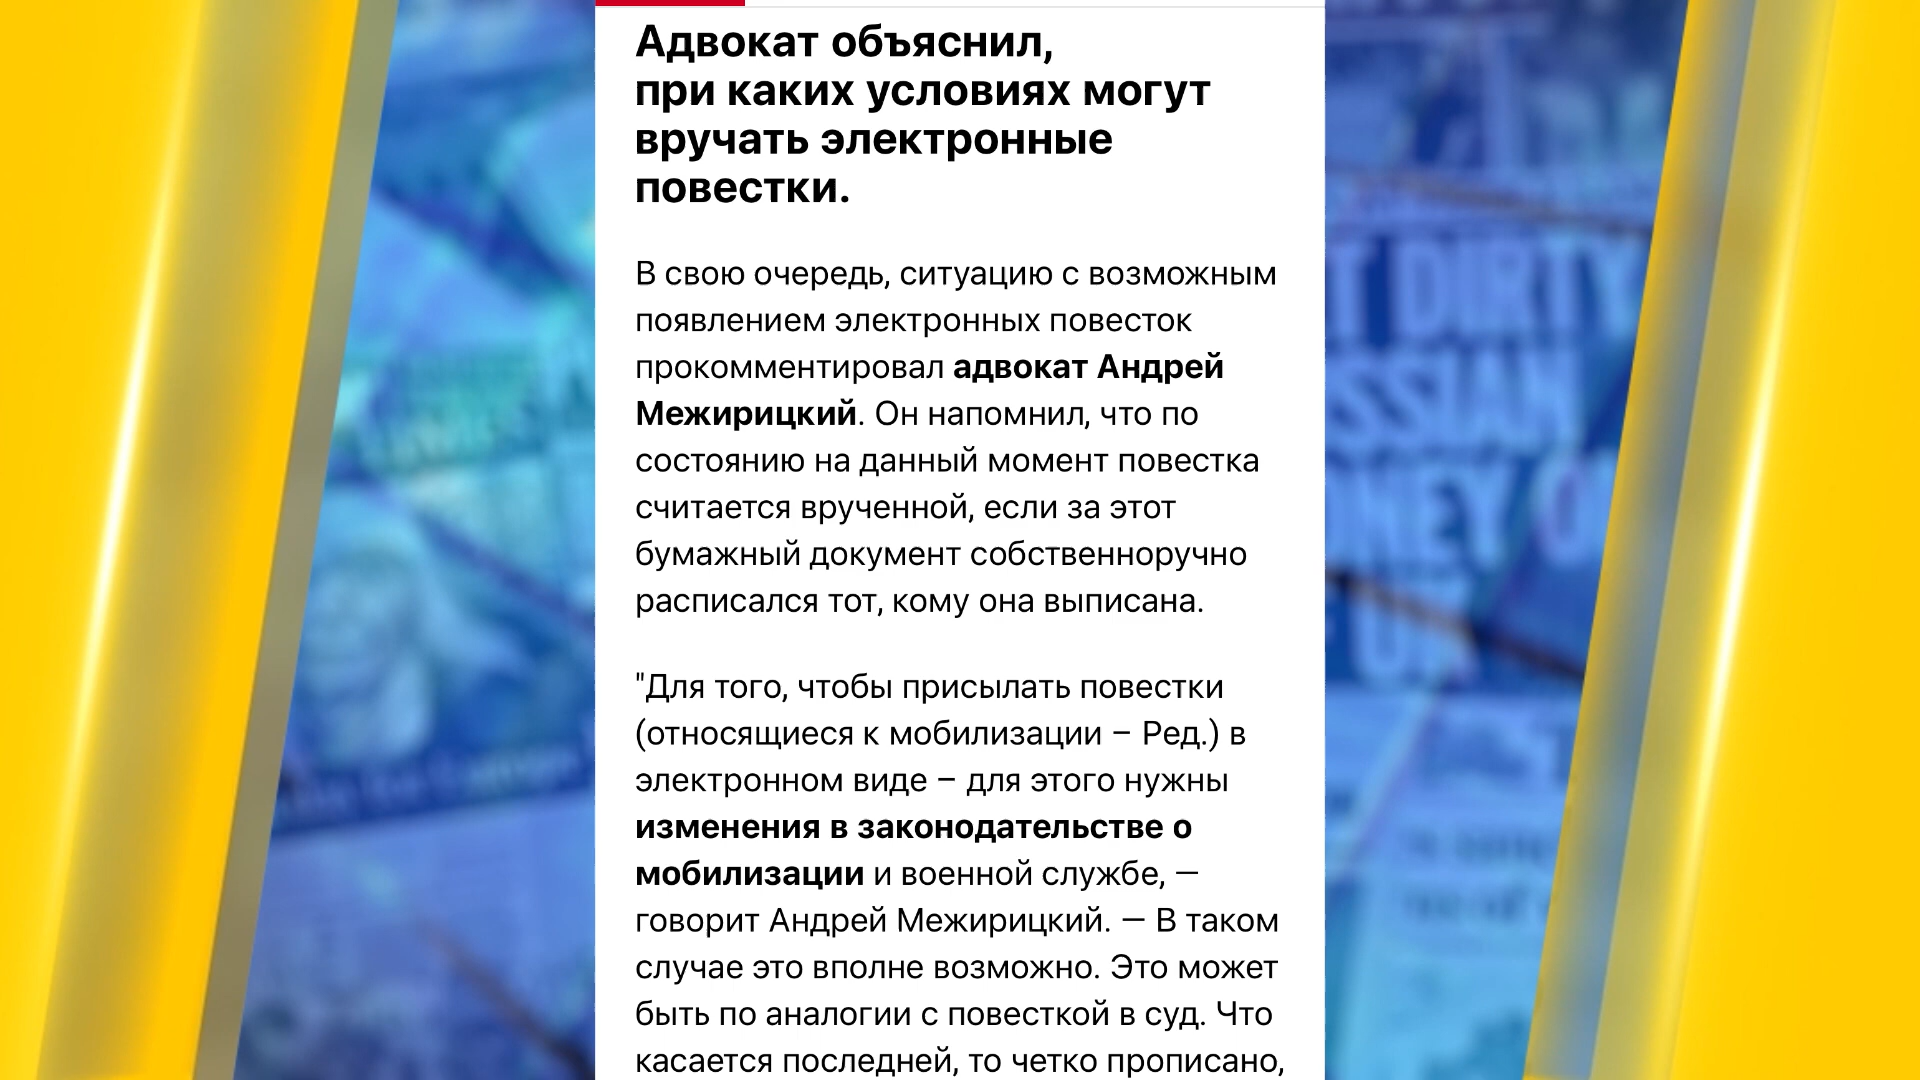 Адвокат объяснил,
при каких условиях могут
вручать электронные
повестки.
В свою очередь, ситуацию с возможным
появлением электронных повесток
прокомментировал адвокат Андрей
Межирицкий. Он напомнил, что по
состоянию на данный момент повестка
считается врученной, если за этот
бумажный документ собственноручно
расписался тот, кому она выписана.
"Для того, чтобы присылать повестки
(относящиеся к мобилизации – Ред.) в
электронном виде – для этого нужны
изменения в законодательстве о
мобилизации и военной службе, —
говорит Андрей Межирицкий. — В таком
случае это вполне возможно. Это может
быть по аналогии с повесткой в суд. Что
касается последней, то четко прописано,
DIRTY